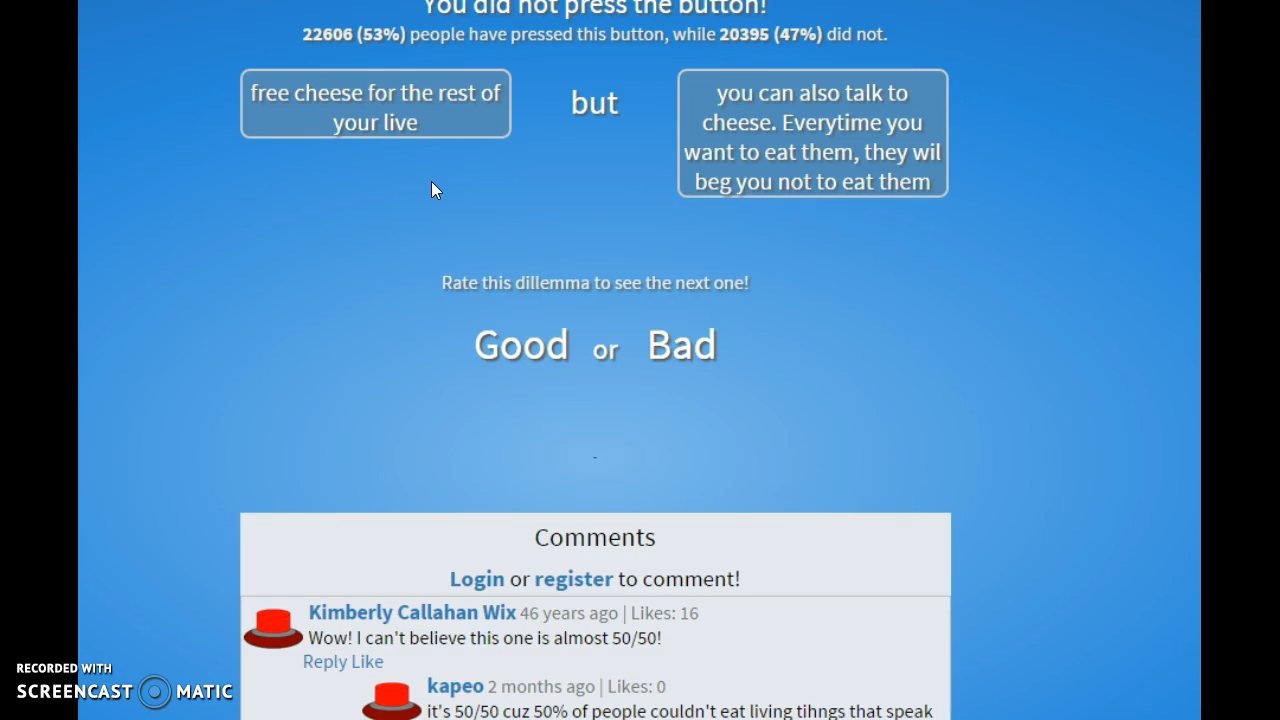 You did not press the button!
22606 (53%) people have pressed this button, while 20395 (47%) did not.
free cheese for the rest of
your live
but
you can also talk to
cheese. Everytime you
want to eat them, they wil
beg you not to eat them
Rate this dillemma to see the next one!
Good or Bad
Comments
Login or register to comment!
Kimberly Callahan Wix 46 years ago | Likes: 16
Wow! I can't believe this one is almost 50/50!
Reply Like
kapeo 2 months ago | Likes: 0
it's 50/50 cuz 50% of people couldn't eat living tihngs that speak
RECORDED WITH
SCREENCAST MATIC